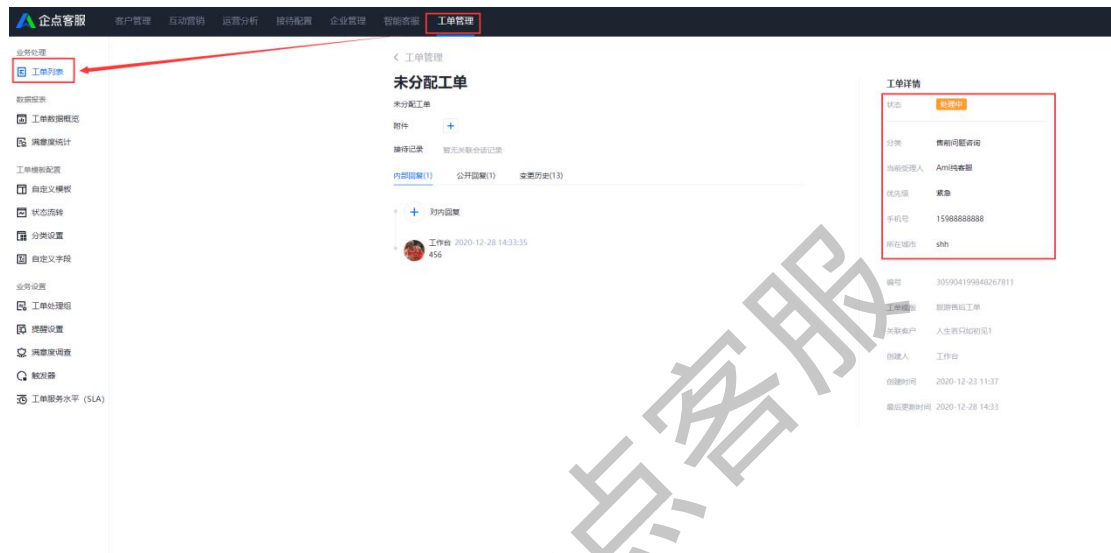 企点客服
客户管理 互动营销 运营分析 接待配置 企业管理 智能客服 工单管理
业务处理
工单列表
数据报表
工单数据概览
满意度统计
工单模板配置
自定义模板
状态流转
分类设置
自定义字段
业务设置
工单处理组
提醒设置
满意度调查
触发器
工单服务水平 (SLA)
< 工单管理
未分配工单
未分配工单
附件 +
接待记录 暂无关联会话记录
内部回复(1) 公开回复(1) 变更历史(13)
+ 对内回复
工作台 2020-12-28 14:33:35
456
工单详情
状态 处理中
分类 售前问题咨询
当前处理人 Ami纯客服
优先级 紧急
手机号 15988888888
所在城市 shh
编号 305904199848267811
工单模版 旅游售后工单
关联客户 人生若只如初见?
创建人 工作台
创建时间 2020-12-23 11:37
最后更新时间 2020-12-28 14:33
点客服